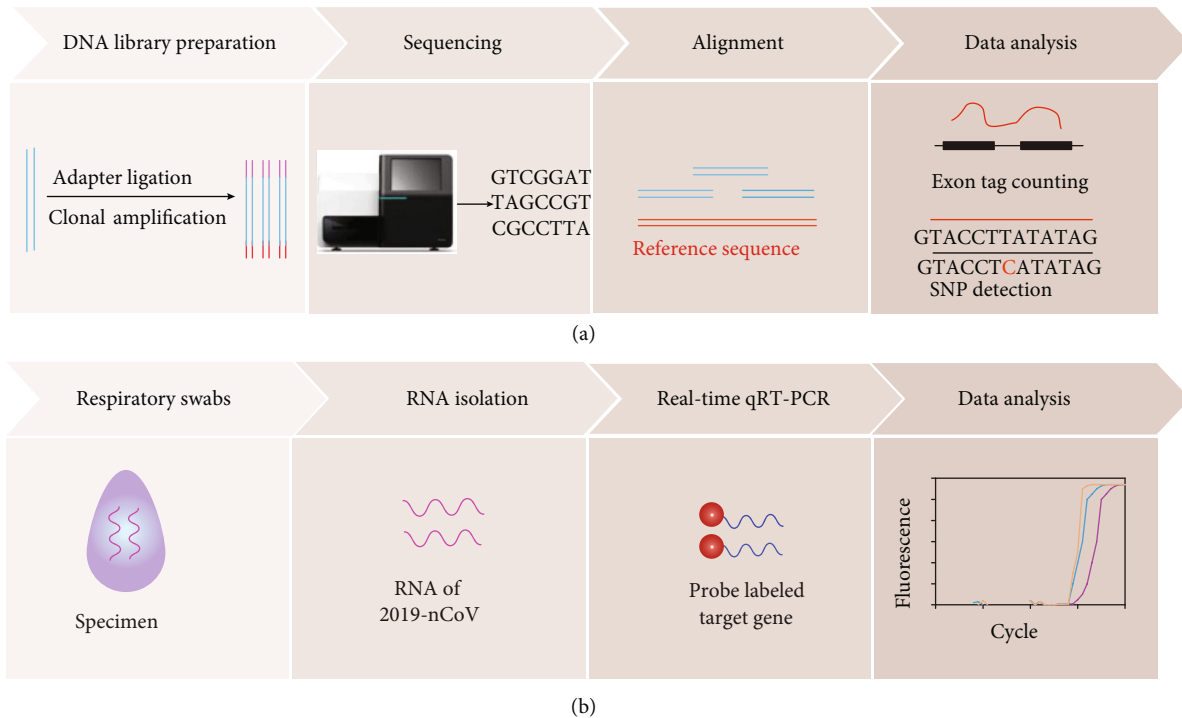 DNA library preparation
Sequencing
Alignment
Data analysis
Adapter ligation
Clonal amplification
GTCGGAT
TAGCCGT
CGCCTTA
Reference sequence
Exon tag counting
GTACCTTATATAG
GTACCTCATATAG
SNP detection
(a)
Respiratory swabs
RNA isolation
Real-time qRT-PCR
Data analysis
Specimen
RNA of
2019-nCoV
Probe labeled
target gene
Fluorescence
Cycle
(b)